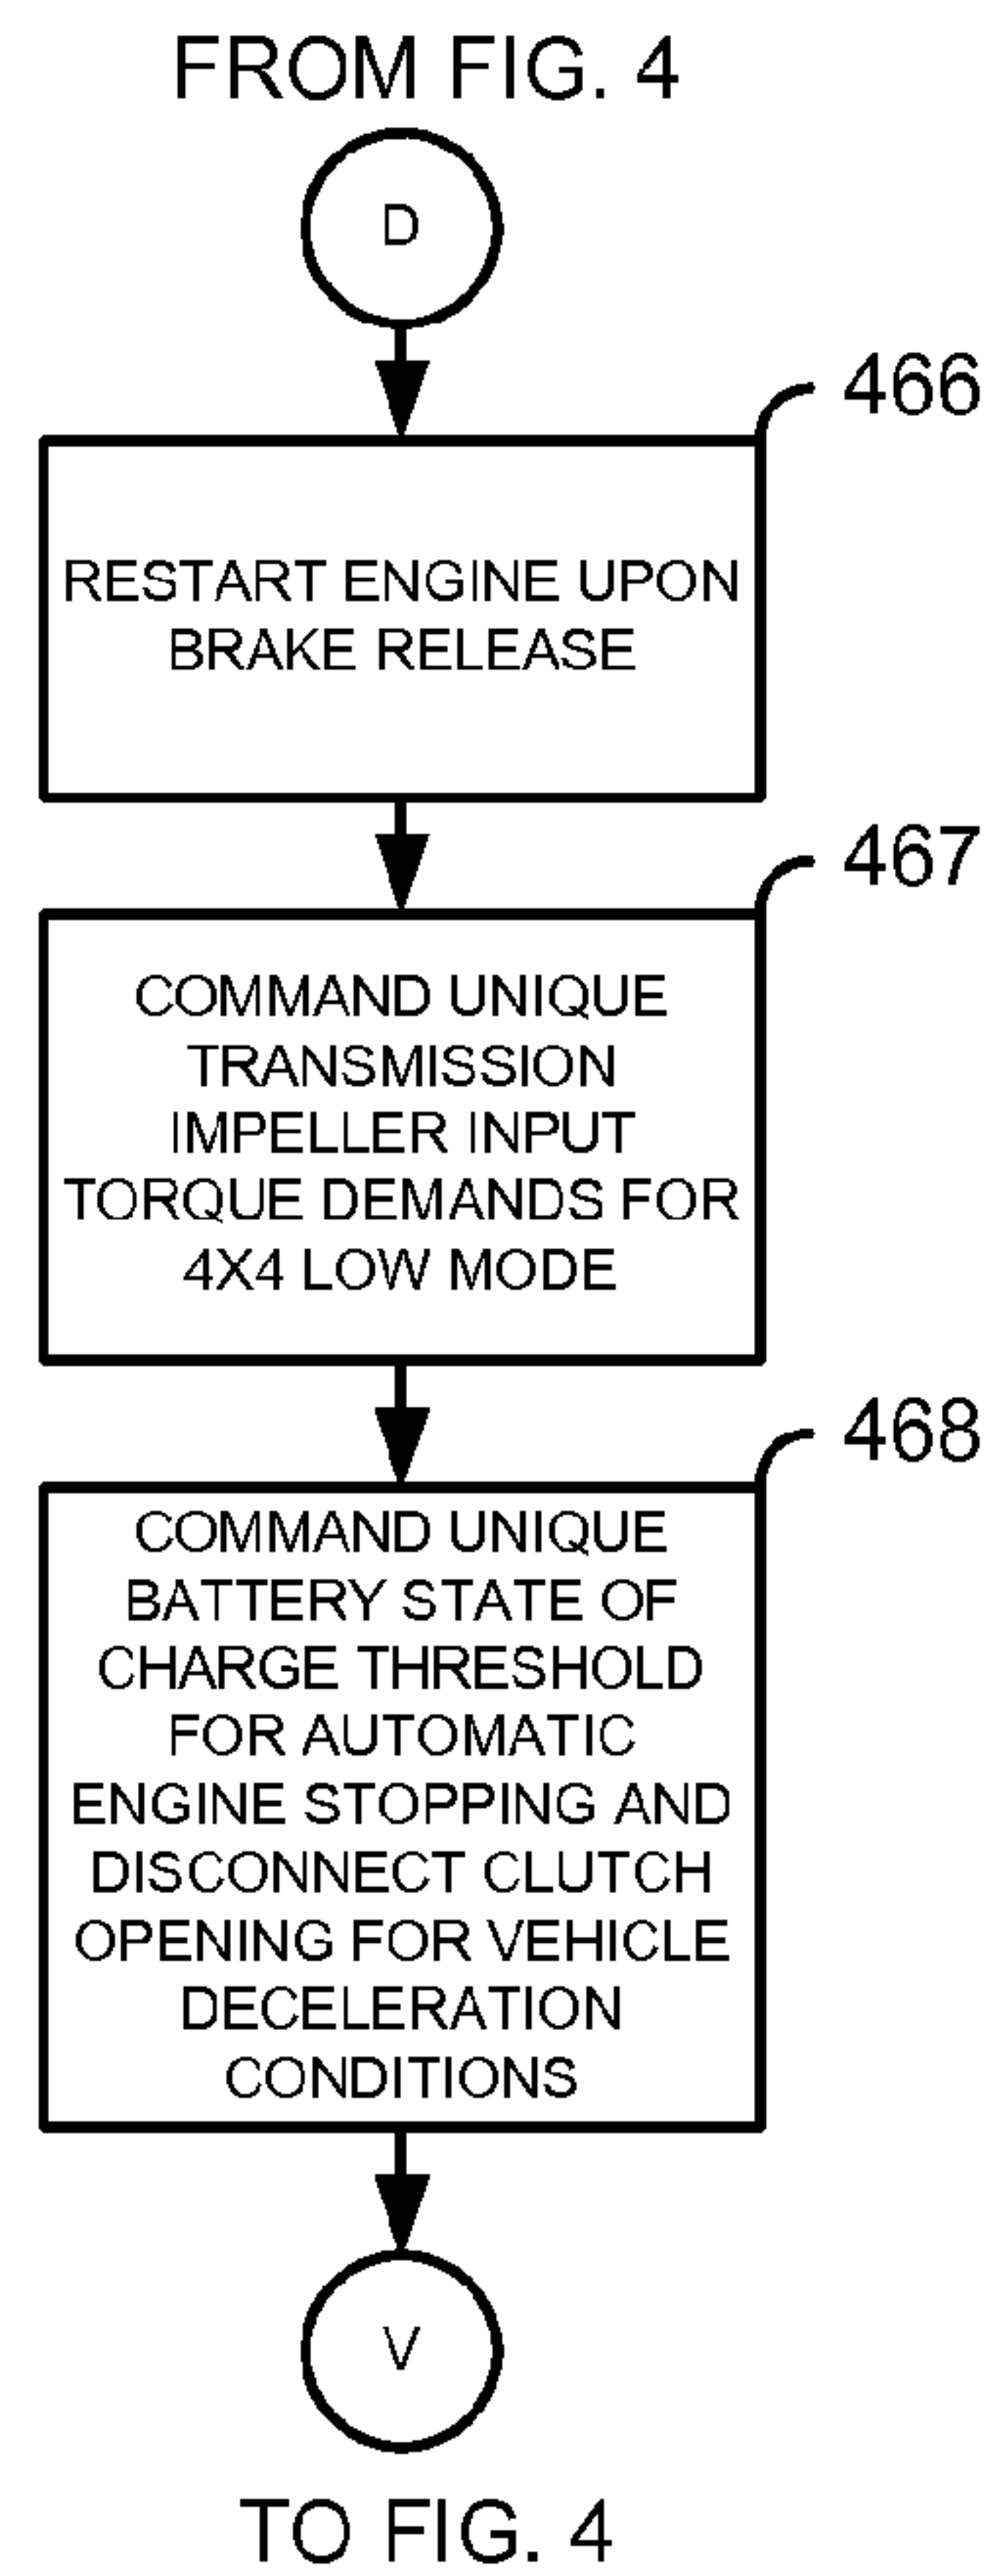 FROM FIG. 4
D
466
RESTART ENGINE UPON
BRAKE RELEASE
467
COMMAND UNIQUE
TRANSMISSION
IMPELLER INPUT
TORQUE DEMANDS FOR
4X4 LOW MODE
468
COMMAND UNIQUE
BATTERY STATE OF
CHARGE THRESHOLD
FOR AUTOMATIC
ENGINE STOPPING AND
DISCONNECT CLUTCH
OPENING FOR VEHICLE
DECELERATION
CONDITIONS
V
TO FIG. 4